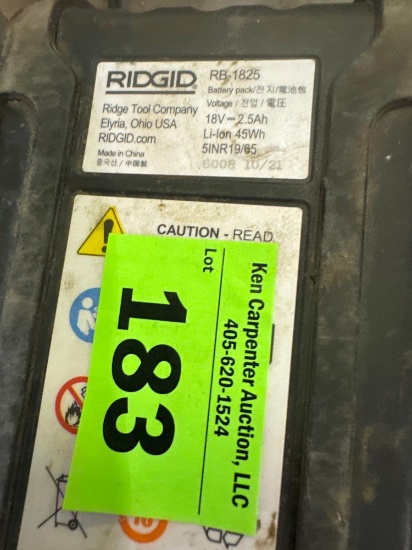 RIDGID
Ridge Tool Company
Elyria, Ohio USA
RIDGID.com
Made in China
중국산 / 中国製
RB-1825
Battery pack/전지/電池包
Voltage / 전압 / 電圧
18V⎓2.5Ah
Li-Ion 45Wh
5INR19/65
6008 10/21
CAUTION - READ
Ken Carpenter Auction, LLC
405-620-1524
Lot
183